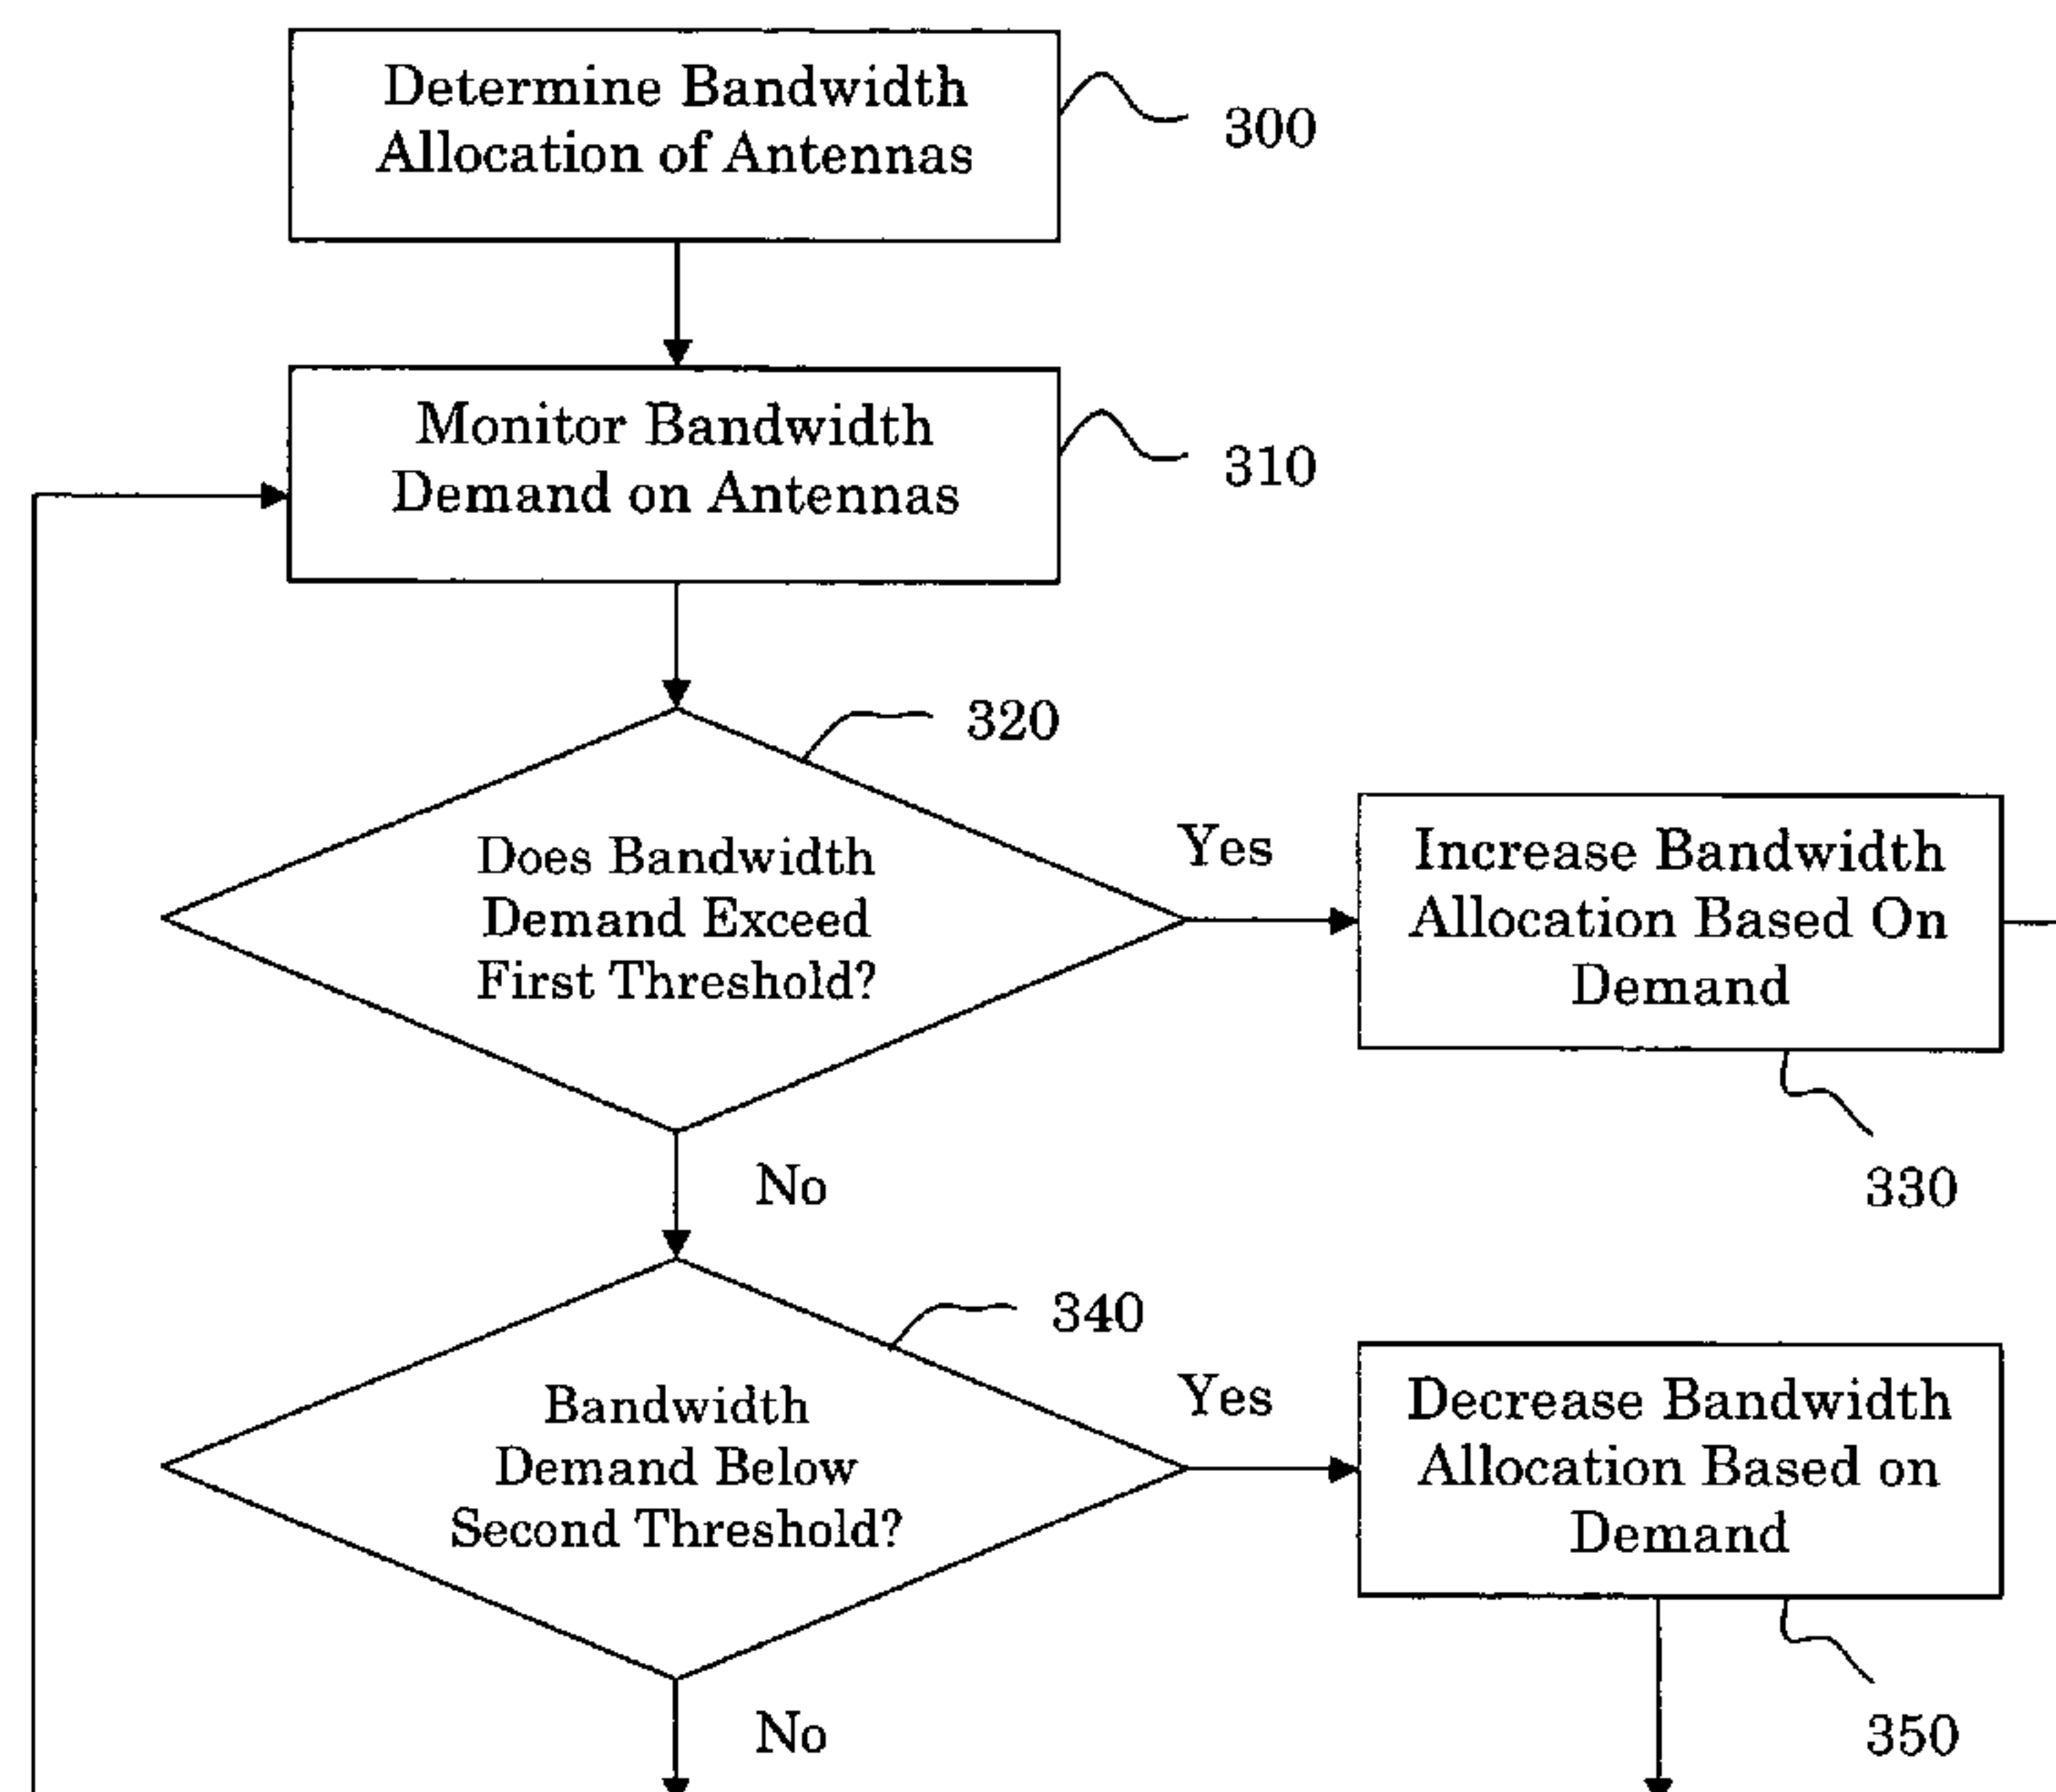 Determine Bandwidth
Allocation of Antennas
300
Monitor Bandwidth
Demand on Antennas
310
320
Does Bandwidth
Demand Exceed
First Threshold?
Yes
Increase Bandwidth
Allocation Based On
Demand
330
No
340
Bandwidth
Demand Below
Second Threshold?
Yes
Decrease Bandwidth
Allocation Based on
Demand
350
No